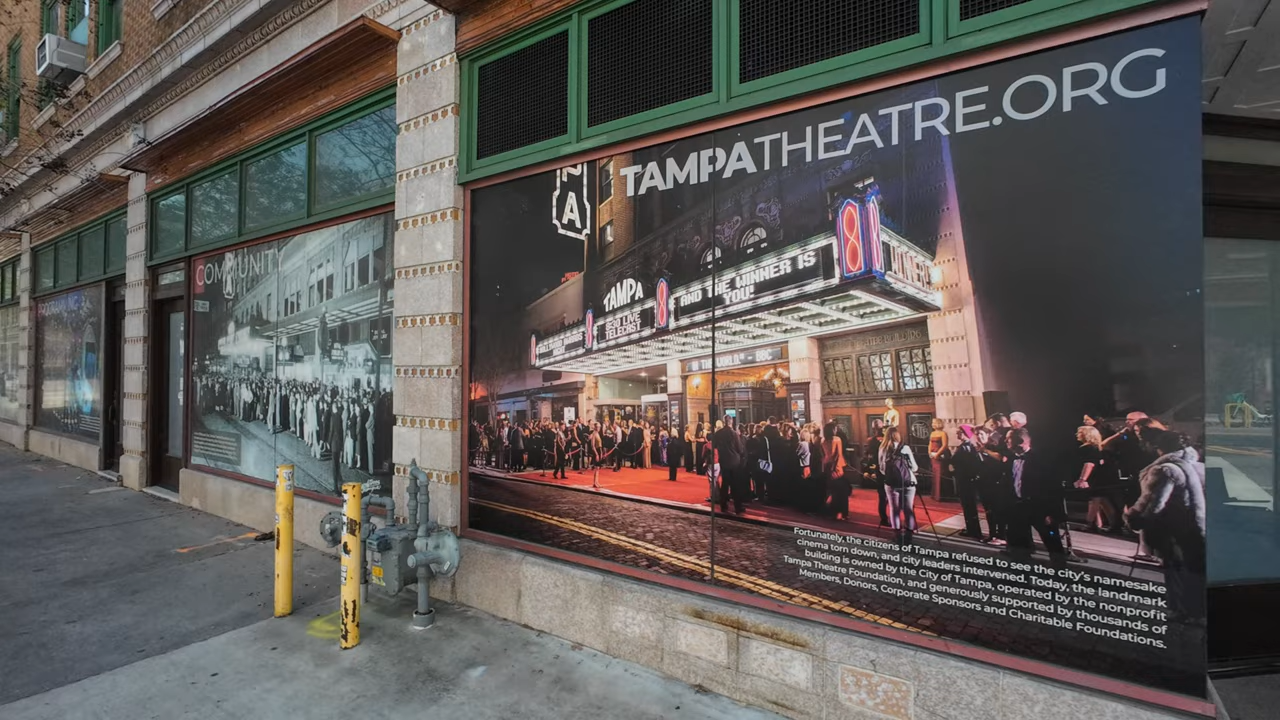 TAMPATHEATRE.ORG
COMMUNITY
PA
TAMPA
AND THE WINNER IS
YOU!
LIVE
TELECAST
Fortunately, the citizens of Tampa refused to see the city's namesake
cinema torn down, and city leaders intervened. Today, the landmark
building is owned by the City of Tampa, operated by the nonprofit
Tampa Theatre Foundation, and generously supported by thousands of
Members, Donors, Corporate Sponsors and Charitable Foundations.